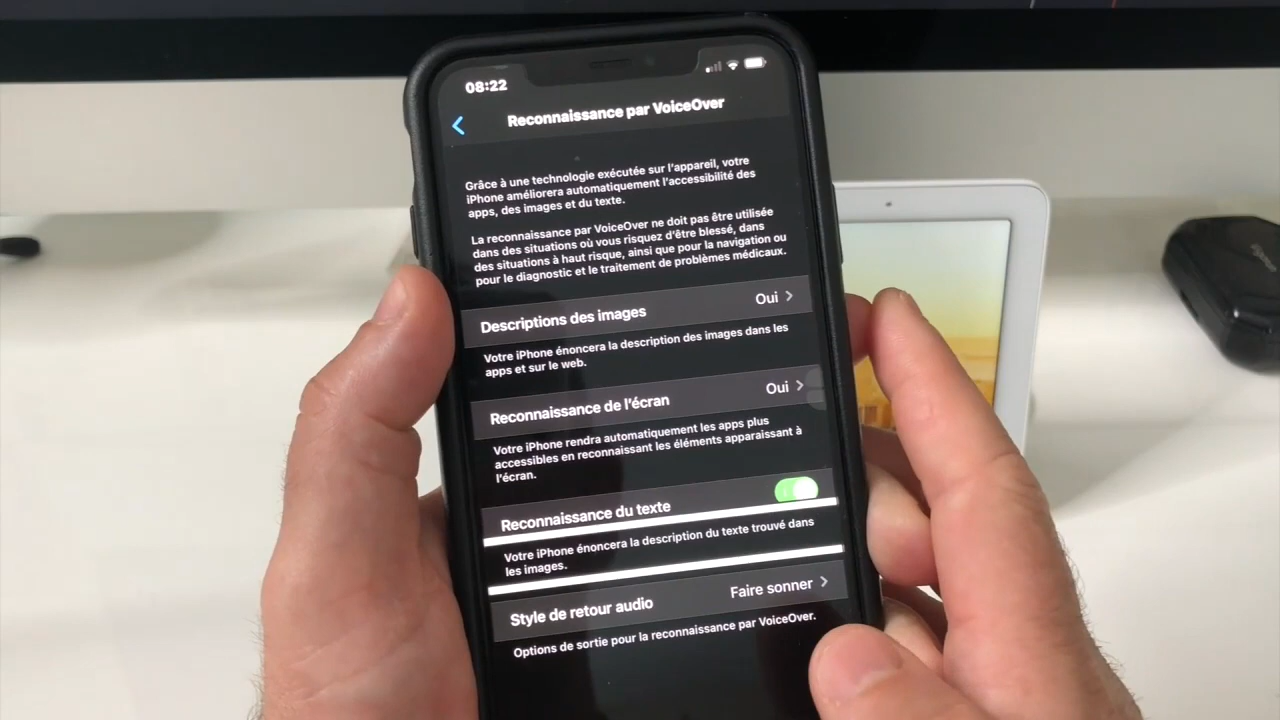 08:22
Reconnaissance par VoiceOver
Grâce à une technologie exécutée sur l'appareil, votre
iPhone améliorera automatiquement l'accessibilité des
apps, des images et du texte.
La reconnaissance par VoiceOver ne doit pas être utilisée
dans des situations où vous risquez d'être blessé, dans
des situations à haut risque, ainsi que pour la navigation ou
pour le diagnostic et le traitement de problèmes médicaux.
Descriptions des images Oui
Votre iPhone énoncera la description des images dans les
apps et sur le web.
Reconnaissance de l'écran Oui
Votre iPhone rendra automatiquement les apps plus
accessibles en reconnaissant les éléments apparaissant à
l'écran.
Reconnaissance du texte
Votre iPhone énoncera la description du texte trouvé dans
les images.
Style de retour audio Faire sonner
Options de sortie pour la reconnaissance par VoiceOver.